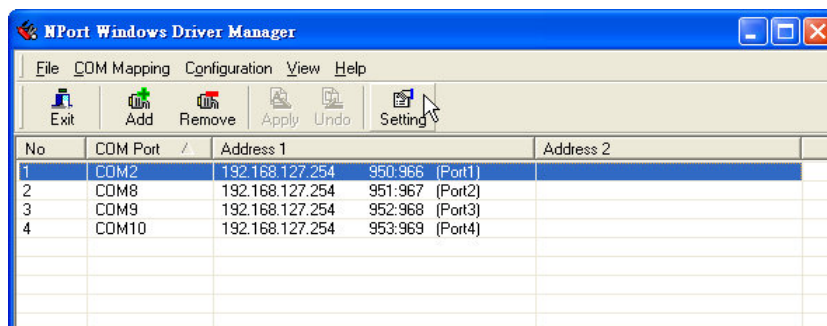 NPort Windows Driver Manager
File COM Mapping Configuration View Help
Exit Add Remove Apply Undo Setting
No COM Port Address 1 Address 2
1 COM2 192.168.127.254 950:966 (Port1)
2 COM8 192.168.127.254 951:967 (Port2)
3 COM9 192.168.127.254 952:968 (Port3)
4 COM10 192.168.127.254 953:969 (Port4)